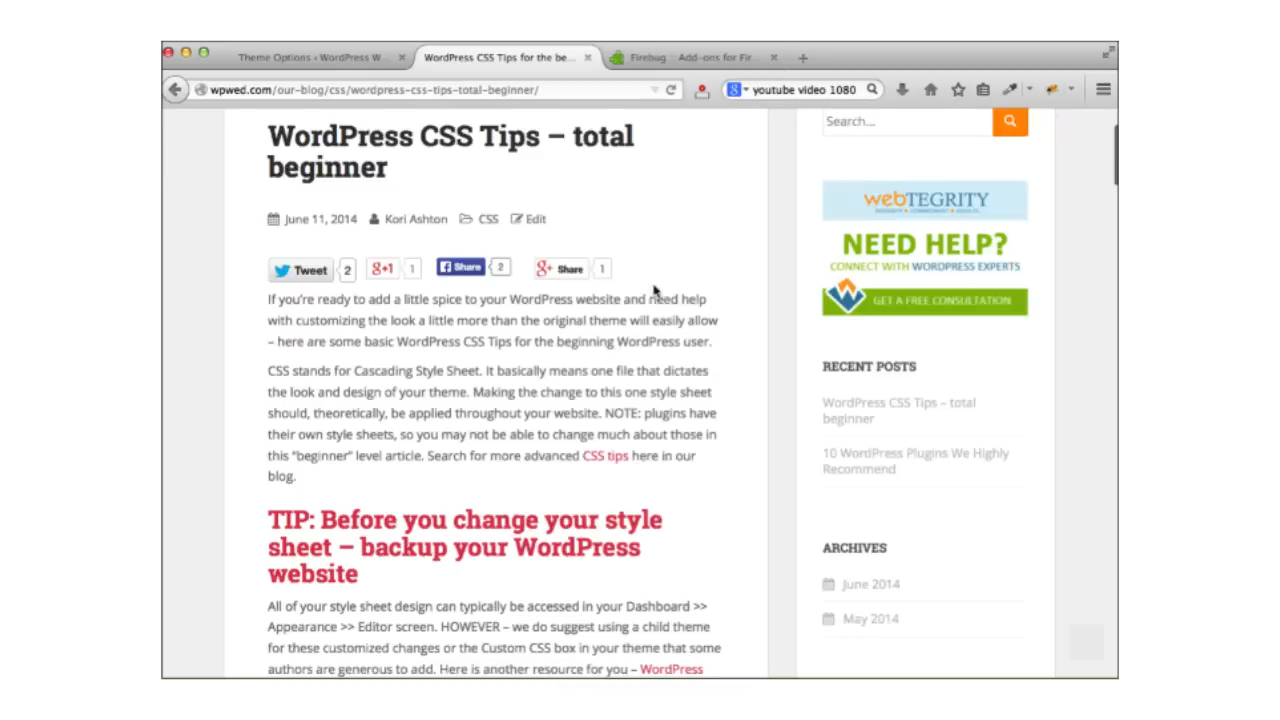 Theme Options ‹ WordPress W...
WordPress CSS Tips for the be...
Firebug :: Add-ons for Fir...
wpwed.com/our-blog/css/wordpress-css-tips-total-beginner/
youtube video 1080
WordPress CSS Tips – total
beginner
June 11, 2014 Kori Ashton CSS Edit
Tweet 2 g+1 1 Share 2 g+ Share 1
If you're ready to add a little spice to your WordPress website and need help
with customizing the look a little more than the original theme will easily allow
– here are some basic WordPress CSS Tips for the beginning WordPress user.
CSS stands for Cascading Style Sheet. It basically means one file that dictates
the look and design of your theme. Making the change to this one style sheet
should, theoretically, be applied throughout your website. NOTE: plugins have
their own style sheets, so you may not be able to change much about those in
this "beginner" level article. Search for more advanced CSS tips here in our
blog.
TIP: Before you change your style
sheet – backup your WordPress
website
All of your style sheet design can typically be accessed in your Dashboard >>
Appearance >> Editor screen. HOWEVER – we do suggest using a child theme
for these customized changes or the Custom CSS box in your theme that some
authors are generous to add. Here is another resource for you – WordPress
Search...
webTEGRITY
NEED HELP?
CONNECT WITH WORDPRESS EXPERTS
GET A FREE CONSULTATION
RECENT POSTS
WordPress CSS Tips – total
beginner
10 WordPress Plugins We Highly
Recommend
ARCHIVES
June 2014
May 2014